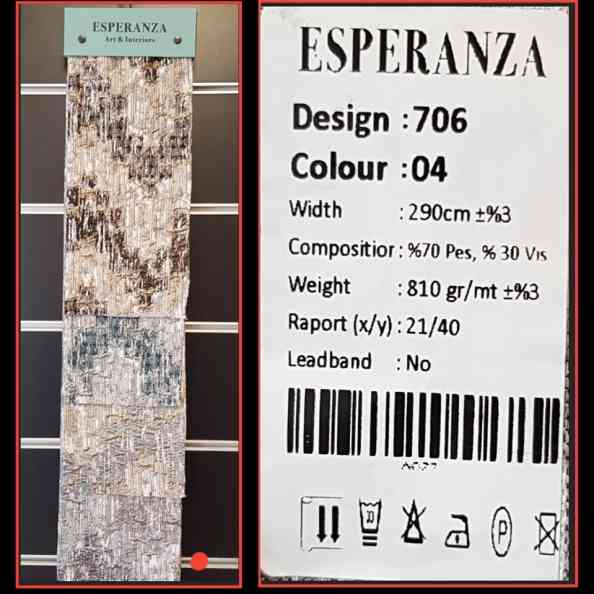 ESPERANZA
Art & Interiors
ESPERANZA
Design :706
Colour :04
Width : 290cm ±%3
Compositior : %70 Pes, % 30 Vis
Weight : 810 gr/mt ±%3
Raport (x/y) : 21/40
Leadband : No
30
P